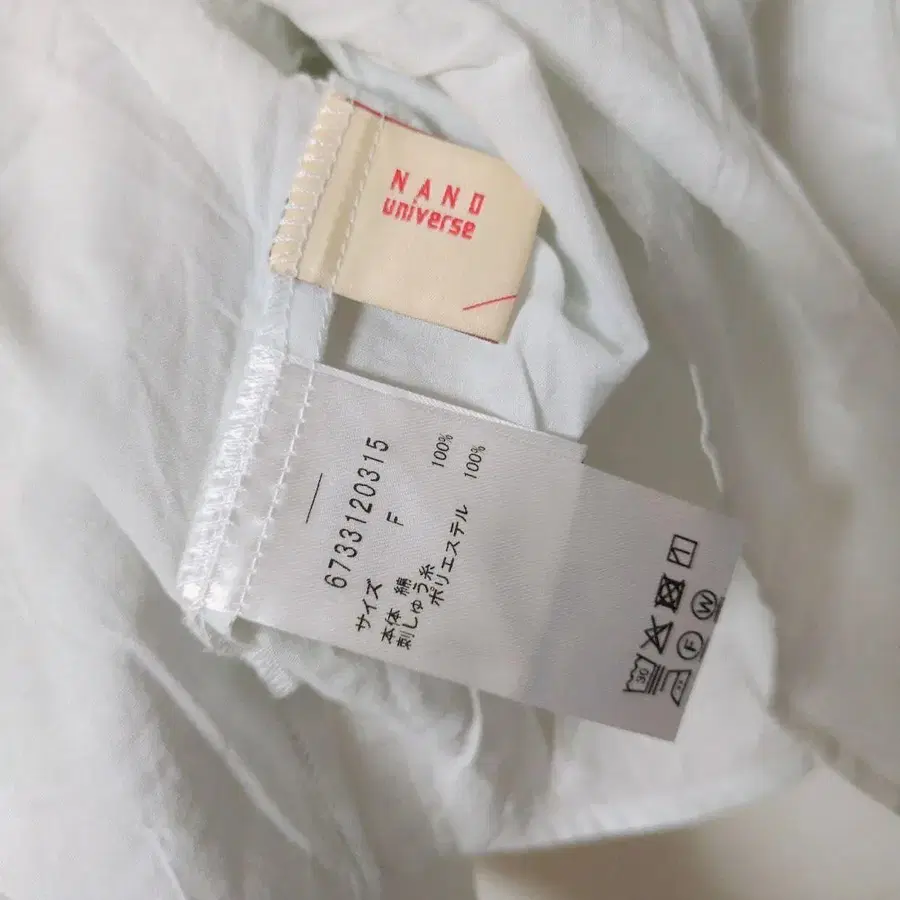 NANO
universe
6733120315
サイズ F
本体 綿 100%
刺しゅう糸
ポリエステル 100%
30
F
W